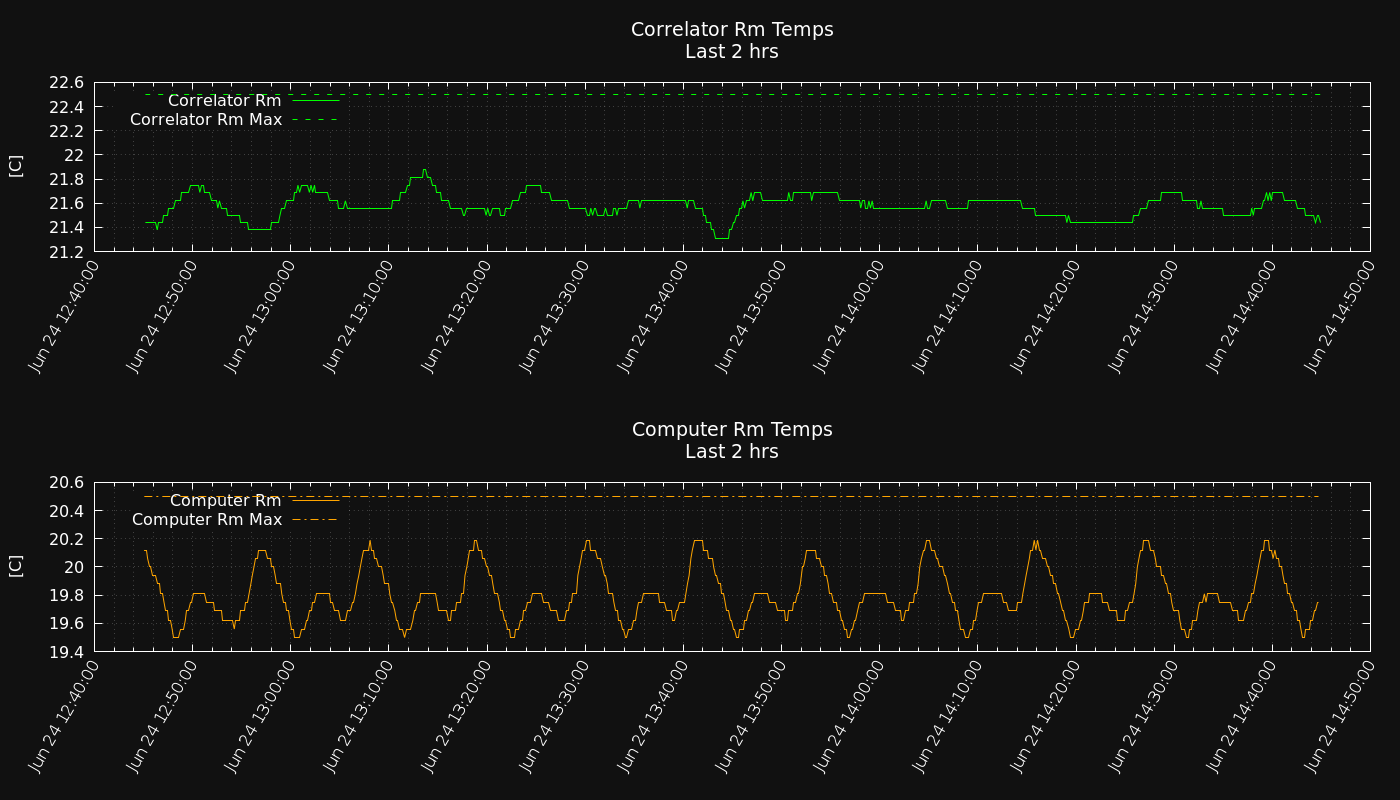 Correlator Rm Temps
Last 2 hrs
[C]
22.6
22.4
22.2
22
21.8
21.6
21.4
21.2
Correlator Rm
Correlator Rm Max
Jun 24 12:40:00
Jun 24 12:50:00
Jun 24 13:00:00
Jun 24 13:10:00
Jun 24 13:20:00
Jun 24 13:30:00
Jun 24 13:40:00
Jun 24 13:50:00
Jun 24 14:00:00
Jun 24 14:10:00
Jun 24 14:20:00
Jun 24 14:30:00
Jun 24 14:40:00
Jun 24 14:50:00
Computer Rm Temps
Last 2 hrs
[C]
20.6
20.4
20.2
20
19.8
19.6
19.4
Computer Rm
Computer Rm Max
Jun 24 12:40:00
Jun 24 12:50:00
Jun 24 13:00:00
Jun 24 13:10:00
Jun 24 13:20:00
Jun 24 13:30:00
Jun 24 13:40:00
Jun 24 13:50:00
Jun 24 14:00:00
Jun 24 14:10:00
Jun 24 14:20:00
Jun 24 14:30:00
Jun 24 14:40:00
Jun 24 14:50:00